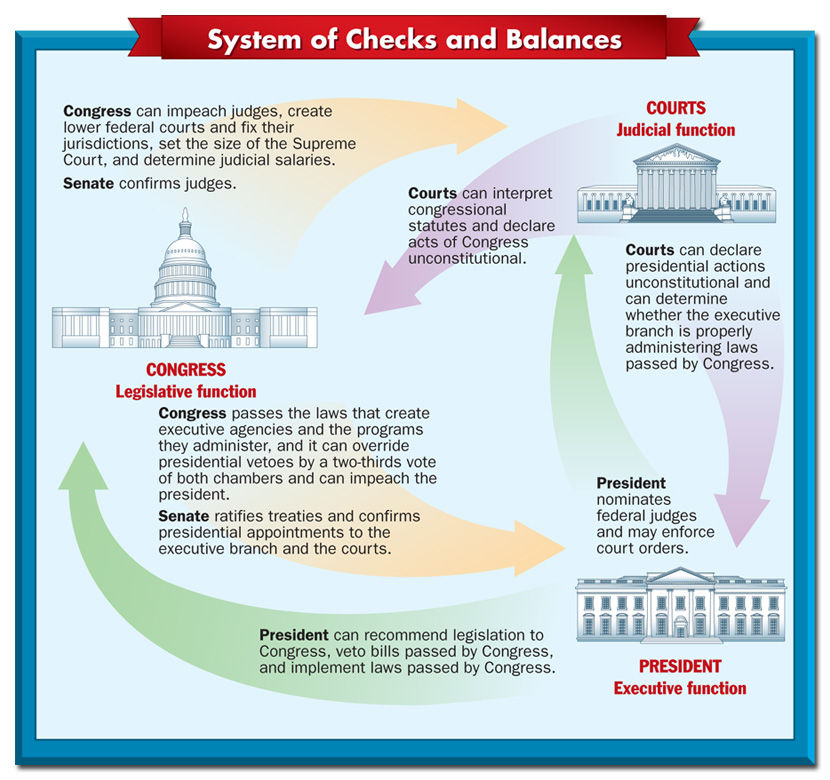 System of Checks and Balances
Congress can impeach judges, create
lower federal courts and fix their
jurisdictions, set the size of the Supreme
Court, and determine judicial salaries.
Senate confirms judges.
COURTS
Judicial function
Courts can interpret
congressional
statutes and declare
acts of Congress
unconstitutional.
Courts can declare
presidential actions
unconstitutional and
can determine
whether the executive
branch is properly
administering laws
passed by Congress.
CONGRESS
Legislative function
Congress passes the laws that create
executive agencies and the programs
they administer, and it can override
presidential vetoes by a two-thirds vote
of both chambers and can impeach the
president.
Senate ratifies treaties and confirms
presidential appointments to the
executive branch and the courts.
President
nominates
federal judges
and may enforce
court orders.
President can recommend legislation to
Congress, veto bills passed by Congress,
and implement laws passed by Congress.
PRESIDENT
Executive function